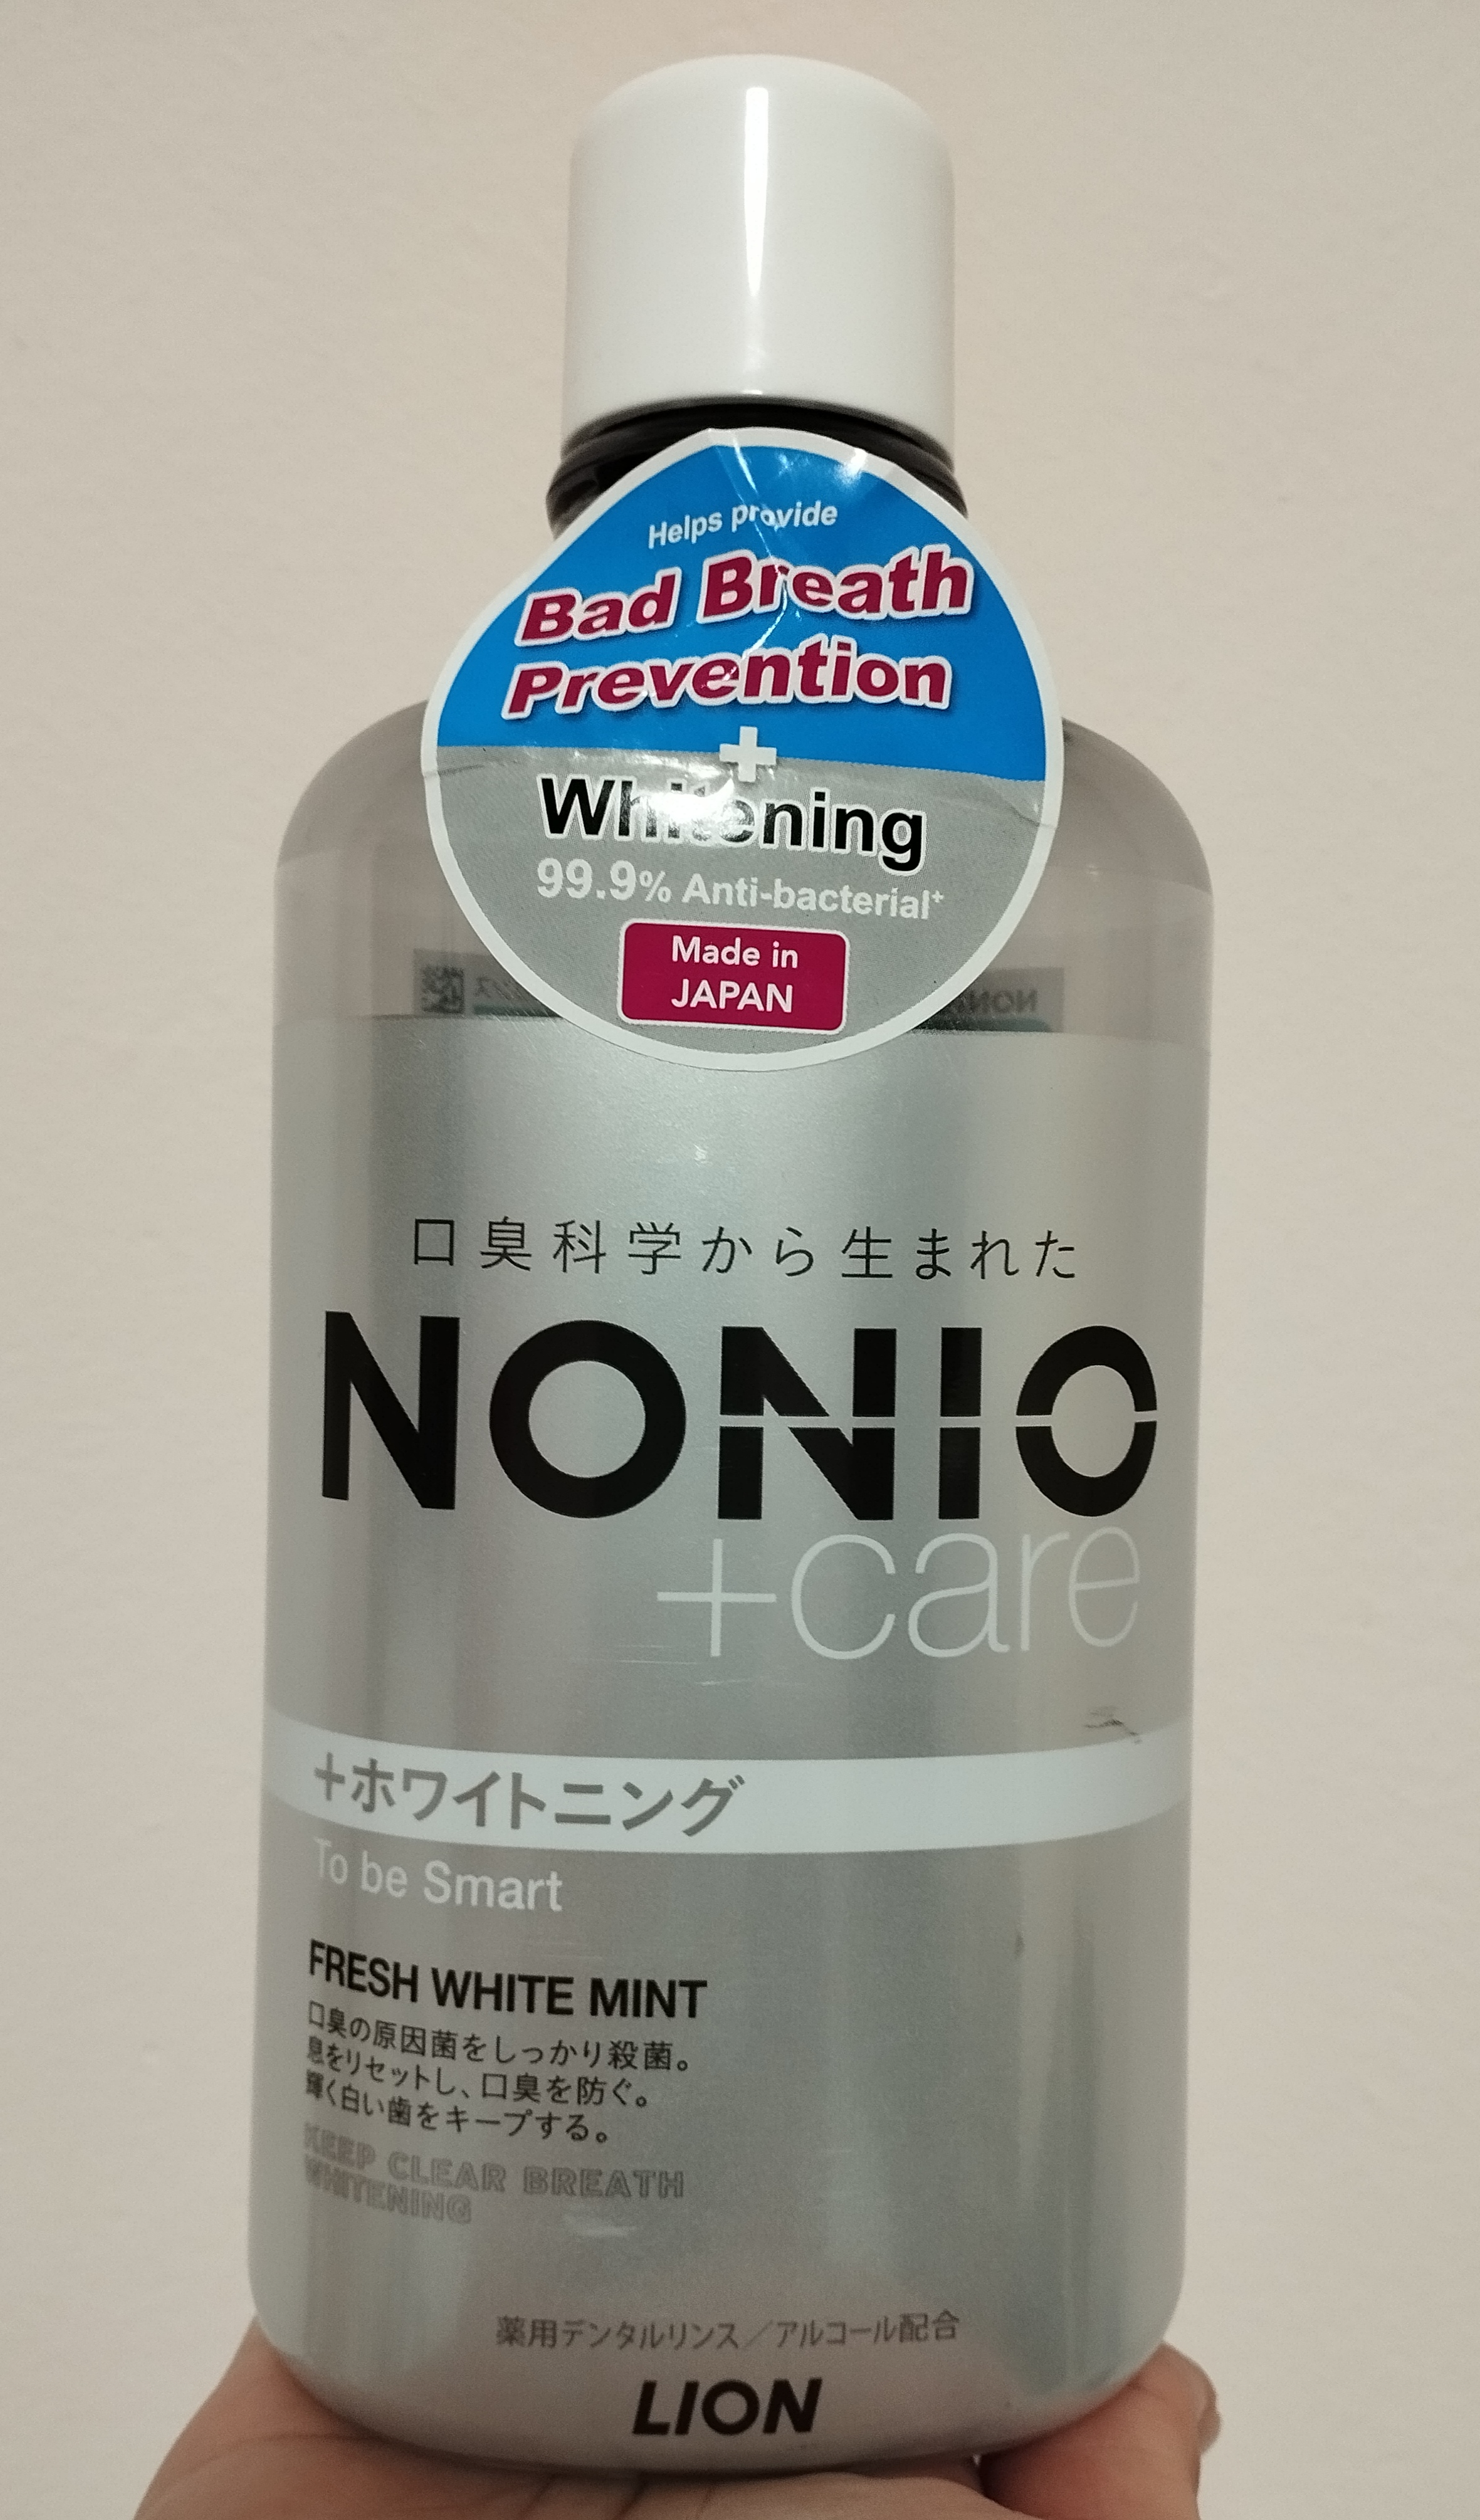 Helps provide
Bad Breath
Prevention
+
Whitening
99.9% Anti-bacterial⁺
Made in
JAPAN
口臭科学から生まれた
NONIO
+care
+ホワイトニング
To be Smart
FRESH WHITE MINT
口臭の原因菌をしっかり殺菌。
息をリセットし、口臭を防ぐ。
輝く白い歯をキープする。
KEEP CLEAR BREATH
WHITENING
薬用デンタルリンス／アルコール配合
LION